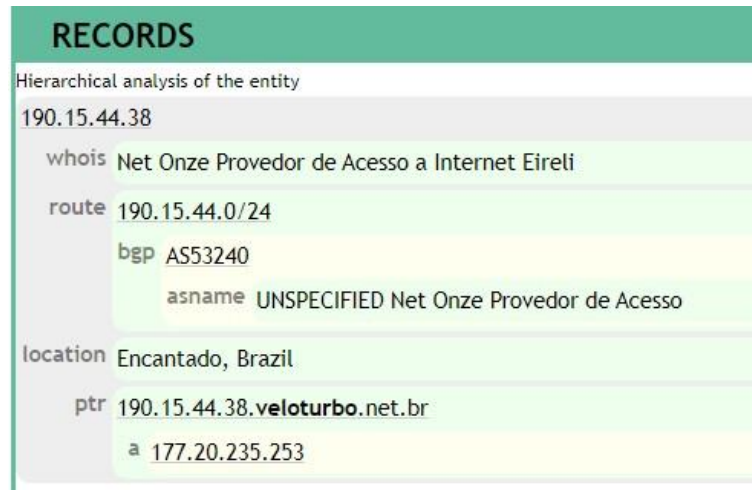 RECORDS
Hierarchical analysis of the entity
190.15.44.38
whois Net Onze Provedor de Acesso a Internet Eireli
route 190.15.44.0/24
bgp AS53240
asname UNSPECIFIED Net Onze Provedor de Acesso
location Encantado, Brazil
ptr 190.15.44.38.veloturbo.net.br
a 177.20.235.253